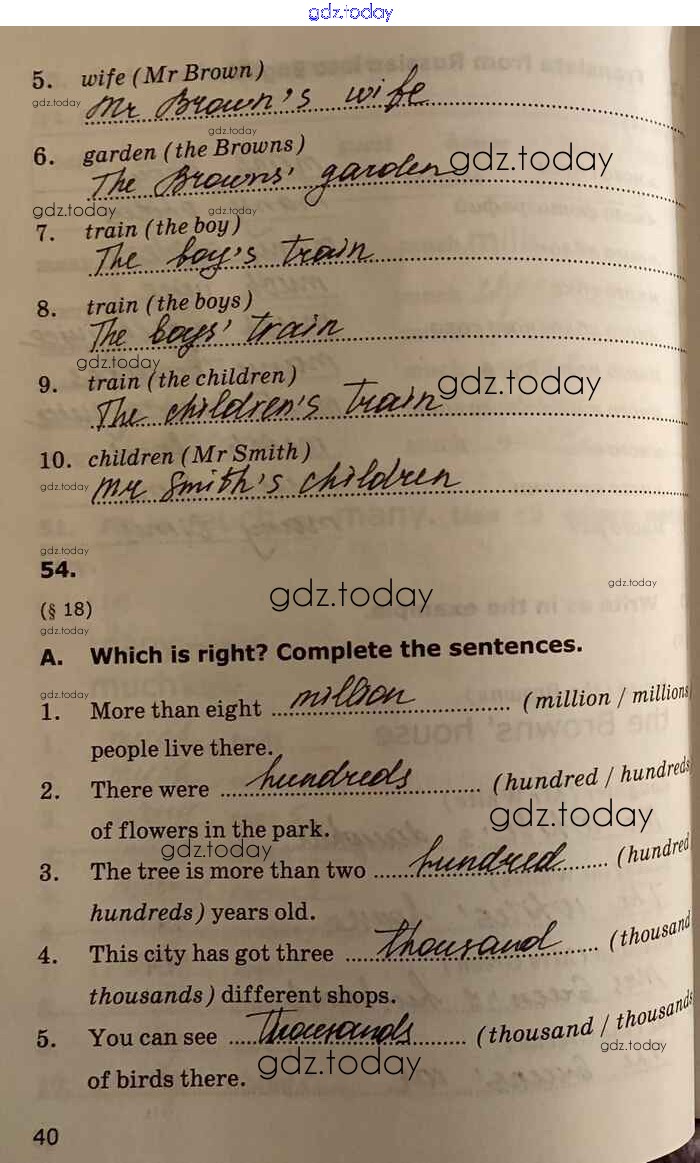 gdz.today
5. wife (Mr Brown)
gdz.today Mr Brown's wife
gdz.today
6. garden (the Browns)
The Browns' garden gdz.today
gdz.today gdz.today
7. train (the boy)
The boy's train
8. train (the boys)
The boys' train
gdz.today
9. train (the children) gdz.today
The children's train
10. children (Mr Smith)
gdz.today Mr Smith's children
gdz.today
54.
gdz.today gdz.today
(§ 18)
gdz.today
A. Which is right? Complete the sentences.
gdz.today
1. More than eight million (million / millions
people live there.
2. There were hundreds (hundred / hundreds
gdz.today
of flowers in the park.
gdz.today
3. The tree is more than two hundred (hundred
hundreds) years old.
4. This city has got three thousand (thousand
thousands) different shops.
5. You can see thousands (thousand / thousands
gdz.today
gdz.today
of birds there.
40